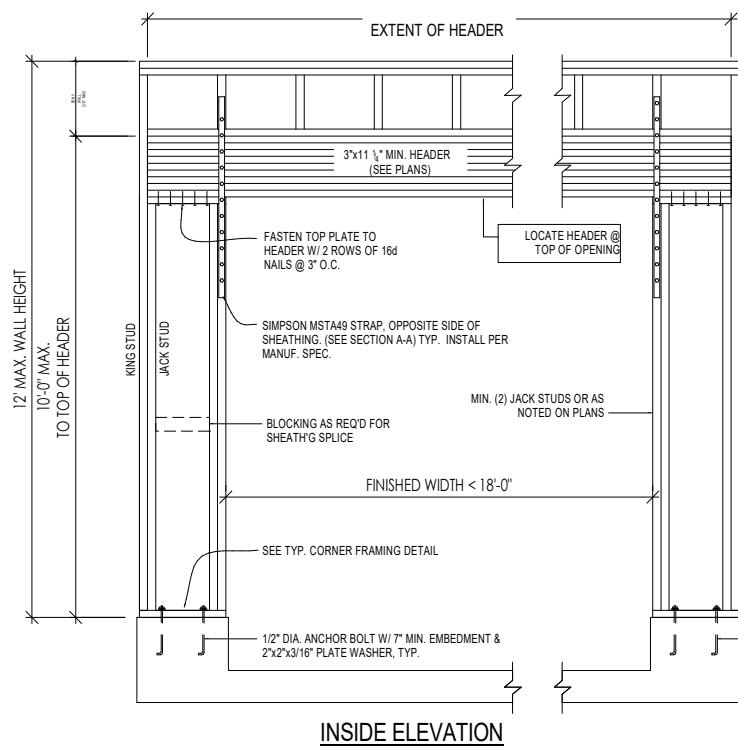 EXTENT OF HEADER
3"x11 ¼" MIN. HEADER
(SEE PLANS)
FASTEN TOP PLATE TO
HEADER W/ 2 ROWS OF 16d
NAILS @ 3" O.C.
LOCATE HEADER @
TOP OF OPENING
12' MAX. WALL HEIGHT
10'-0" MAX.
TO TOP OF HEADER
KING STUD
JACK STUD
SIMPSON MSTA49 STRAP, OPPOSITE SIDE OF
SHEATHING. (SEE SECTION A-A) TYP. INSTALL PER
MANUF. SPEC.
MIN. (2) JACK STUDS OR AS
NOTED ON PLANS
BLOCKING AS REQ'D FOR
SHEATH'G SPLICE
FINISHED WIDTH < 18'-0"
SEE TYP. CORNER FRAMING DETAIL
1/2" DIA. ANCHOR BOLT W/ 7" MIN. EMBEDMENT &
2"x2"x3/16" PLATE WASHER, TYP.
INSIDE ELEVATION